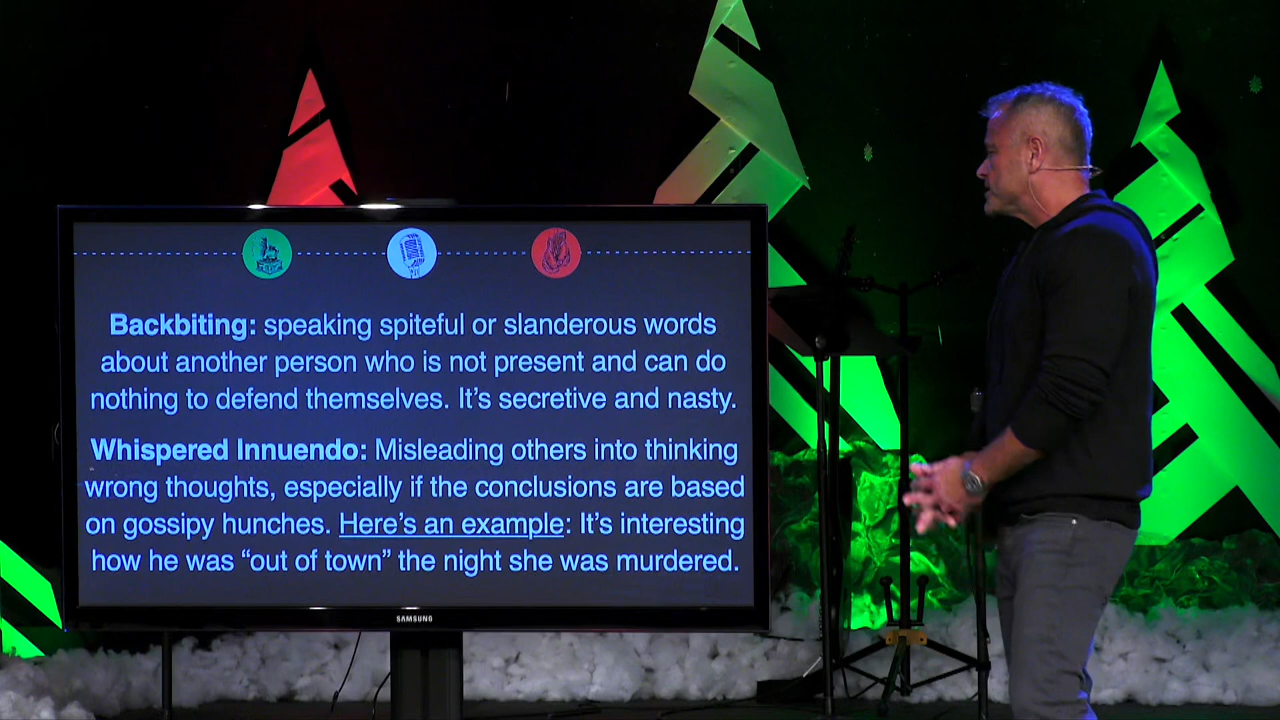 Backbiting: speaking spiteful or slanderous words
about another person who is not present and can do
nothing to defend themselves. It’s secretive and nasty.
Whispered Innuendo: Misleading others into thinking
wrong thoughts, especially if the conclusions are based
on gossipy hunches. Here’s an example: It’s interesting
how he was “out of town” the night she was murdered.
SAMSUNG